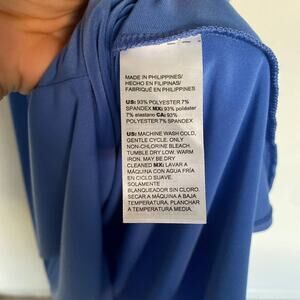 MADE IN PHILIPPINES/
HECHO EN FILIPINAS/
FABRIQUÉ EN PHILIPPINES
US: 93% POLYESTER 7%
SPANDEX MX: 93% poliéster
7% elastano CA: 93%
POLYESTER 7% SPANDEX
US: MACHINE WASH COLD,
GENTLE CYCLE. ONLY
NON-CHLORINE BLEACH.
TUMBLE DRY LOW, WARM
IRON, MAY BE DRY
CLEANED MX: LAVAR A
MÁQUINA CON AGUA FRÍA
EN CICLO SUAVE.
SOLAMENTE
BLANQUEAR SIN CLORO.
SECAR A MÁQUINA A BAJA
TEMPERATURA, PLANCHAR
A TEMPERATURA MEDIA,